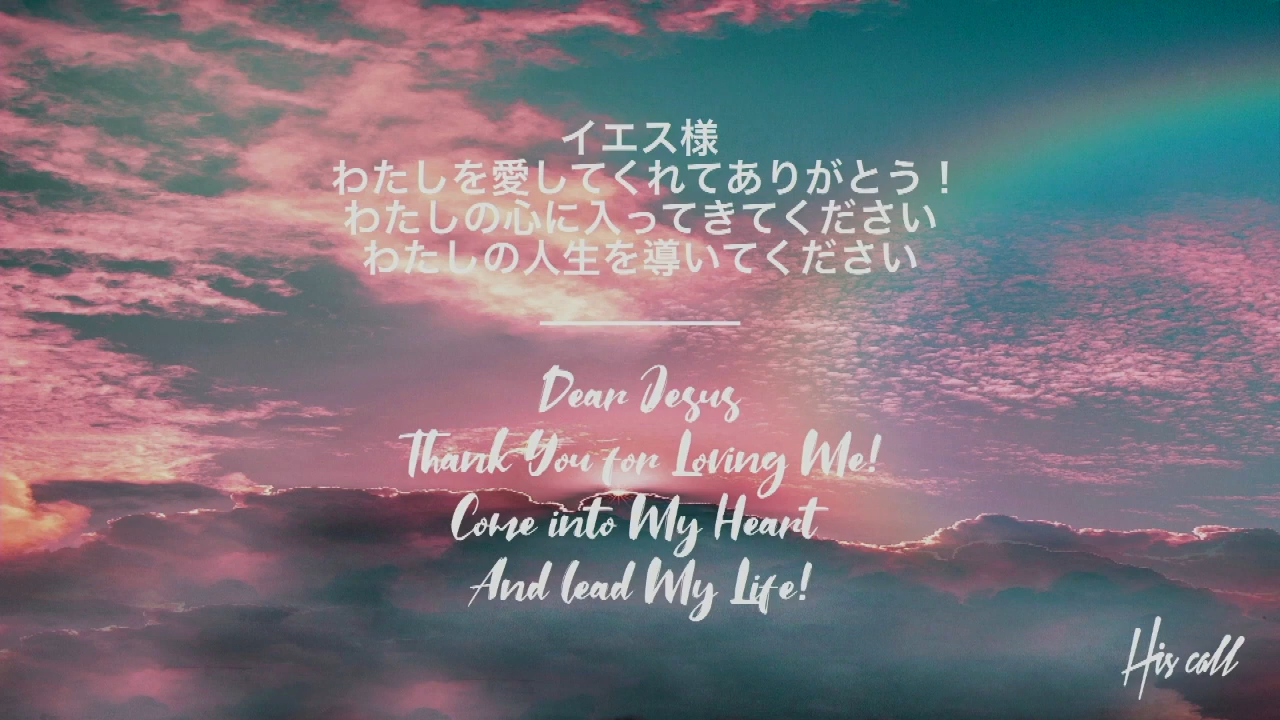 イエス様
わたしを愛してくれてありがとう！
わたしの心に入ってきてください
わたしの人生を導いてください
Dear Jesus
Thank You for Loving Me!
Come into My Heart
And lead My Life!
His call